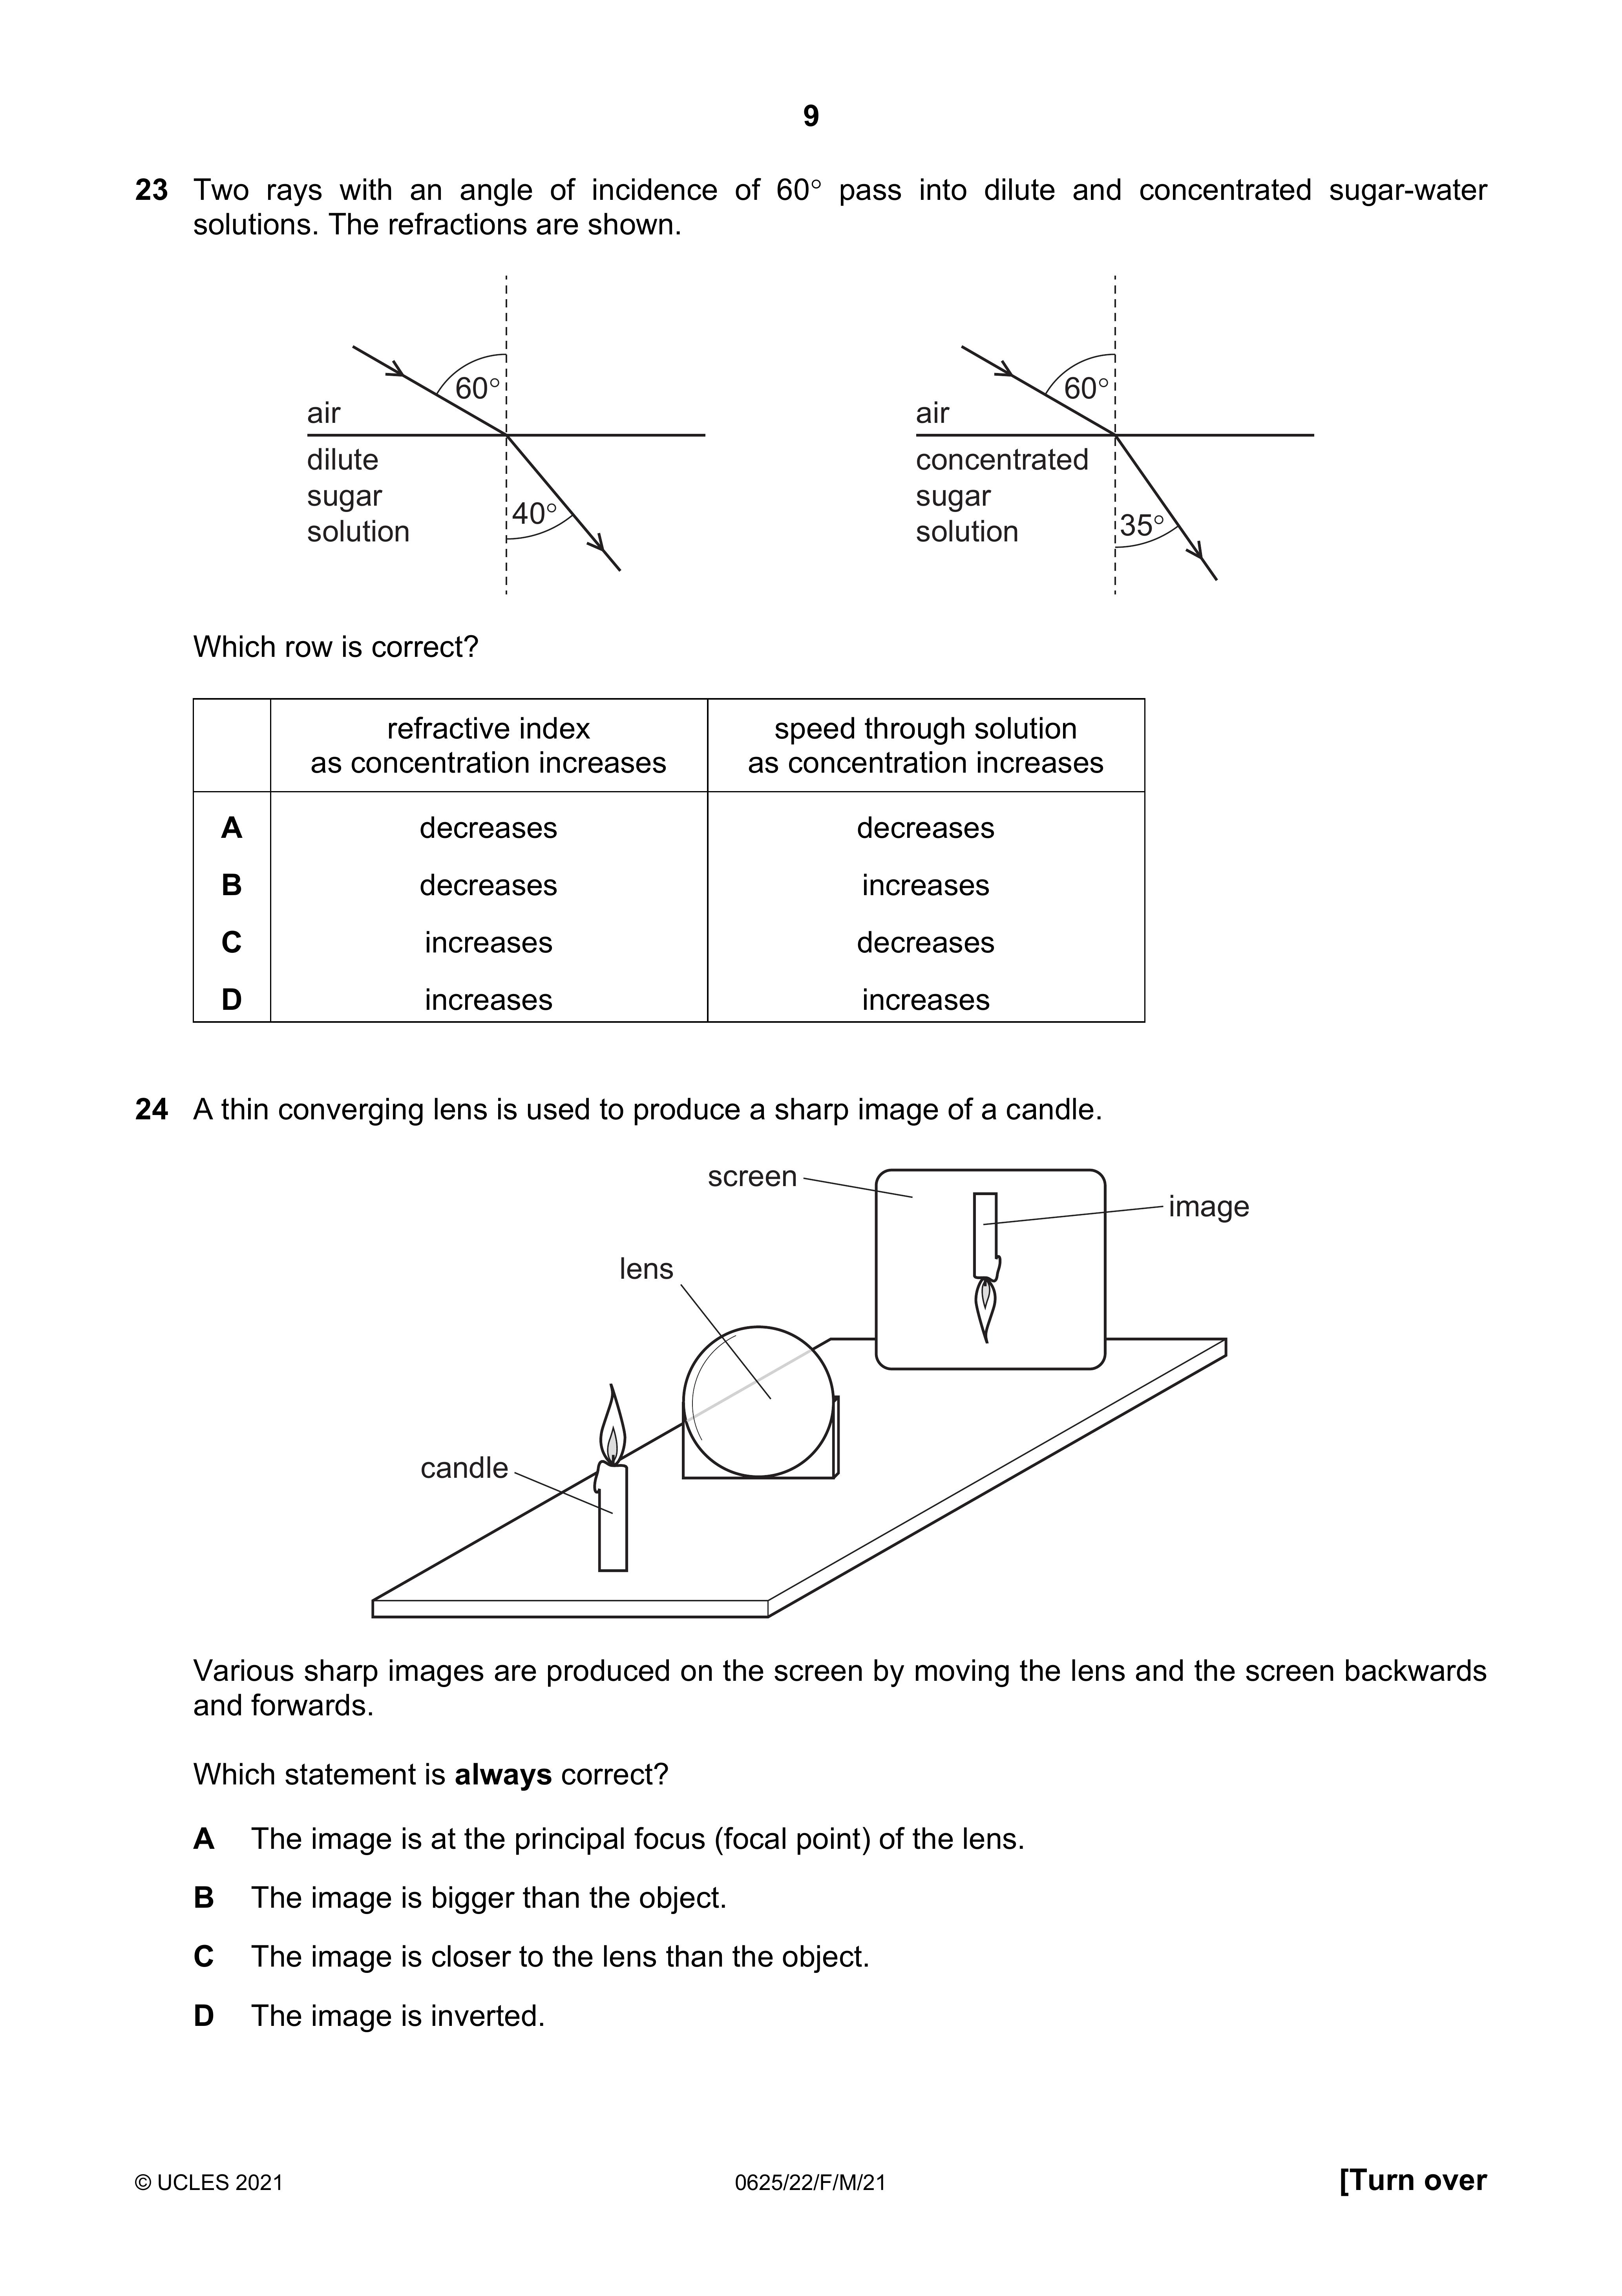 9
23 Two rays with an angle of incidence of 60° pass into dilute and concentrated sugar-water
solutions. The refractions are shown.
60°
air
dilute
sugar
solution
40°
60°
air
concentrated
sugar
solution
35°
Which row is correct?
refractive index
as concentration increases
speed through solution
as concentration increases
A decreases decreases
B decreases increases
C increases decreases
D increases increases
24 A thin converging lens is used to produce a sharp image of a candle.
screen
image
lens
candle
Various sharp images are produced on the screen by moving the lens and the screen backwards
and forwards.
Which statement is always correct?
A The image is at the principal focus (focal point) of the lens.
B The image is bigger than the object.
C The image is closer to the lens than the object.
D The image is inverted.
© UCLES 2021 0625/22/F/M/21 [Turn over